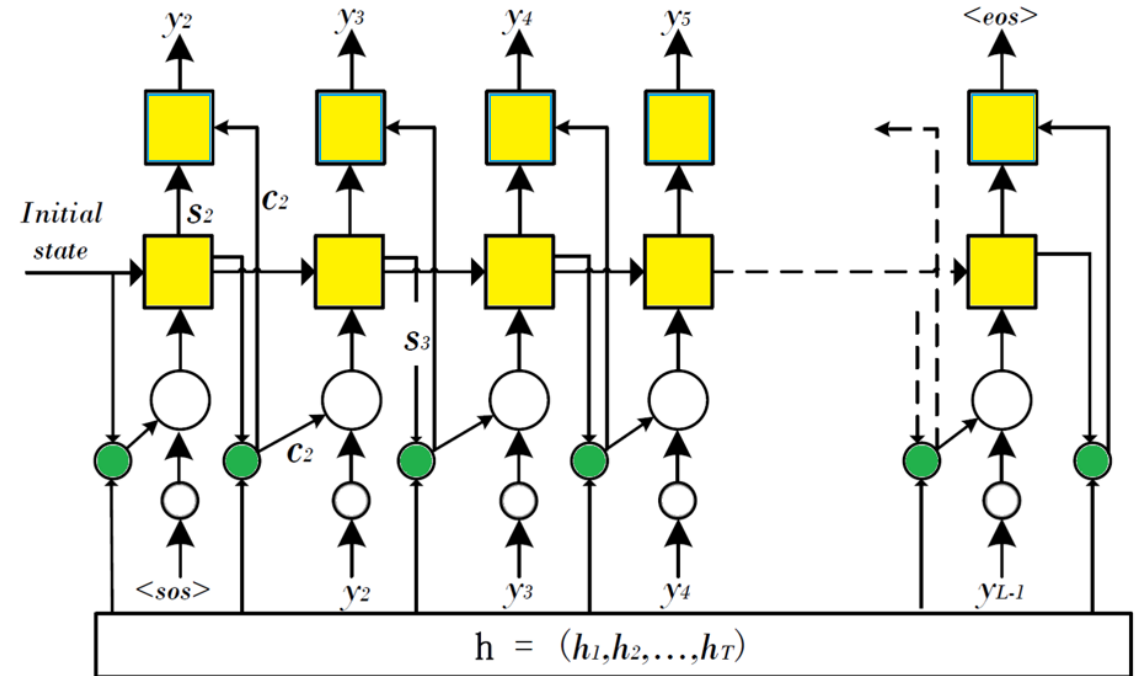 y2 y3 y4 y5 <eos>
Initial
state
s2 c2
s3
c2
<sos> y2 y3 y4 yL-1
h = (h1,h2,...,hT)